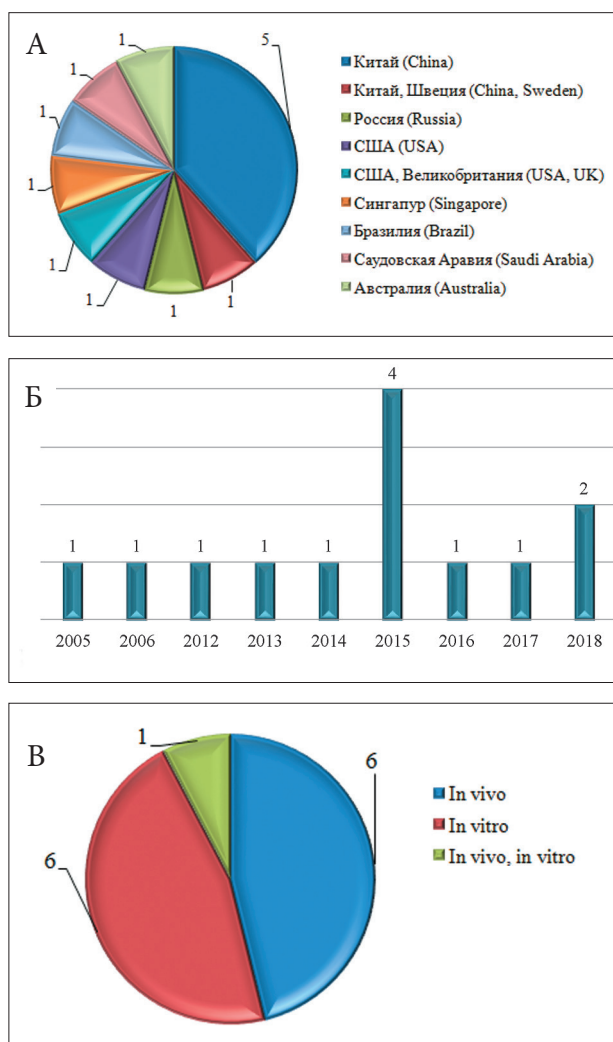 А
5
1
1
1
1
1
1
1
1
Китай (China)
Китай, Швеция (China, Sweden)
Россия (Russia)
США (USA)
США, Великобритания (USA, UK)
Сингапур (Singapore)
Бразилия (Brazil)
Саудовская Аравия (Saudi Arabia)
Австралия (Australia)
Б
1 1 1 1 1 4 1 1 2
2005 2006 2012 2013 2014 2015 2016 2017 2018
В
1
6
6
In vivo
In vitro
In vivo, in vitro